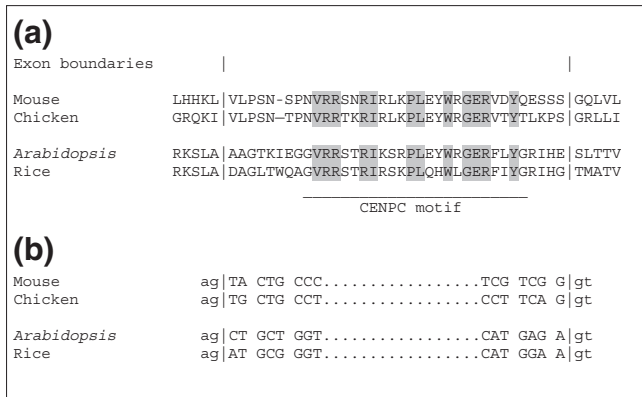 (a)
Exon boundaries | |
Mouse LHHKL|VLPSN-SPNVRRSNRIRLKPLEYWRGERVDYQESSS|GQLVL
Chicken GRQKI|VLPSN—TPNVRRTKRIRLKPLEYWRGERVTYTLKPS|GRLLI
Arabidopsis RKSLA|AAGTKIEGGVRRSTRIKSRPLEYWRGERFLYGRIHE|SLTTV
Rice RKSLA|DAGLTWQAGVRRSTRIRSKPLQHWLGERFIYGRIHG|TMATV
CENPC motif
(b)
Mouse ag|TA CTG CCC.................TCG TCG G|gt
Chicken ag|TG CTG CCT.................CCT TCA G|gt
Arabidopsis ag|CT GCT GGT.................CAT GAG A|gt
Rice ag|AT GCG GGT.................CAT GGA A|gt